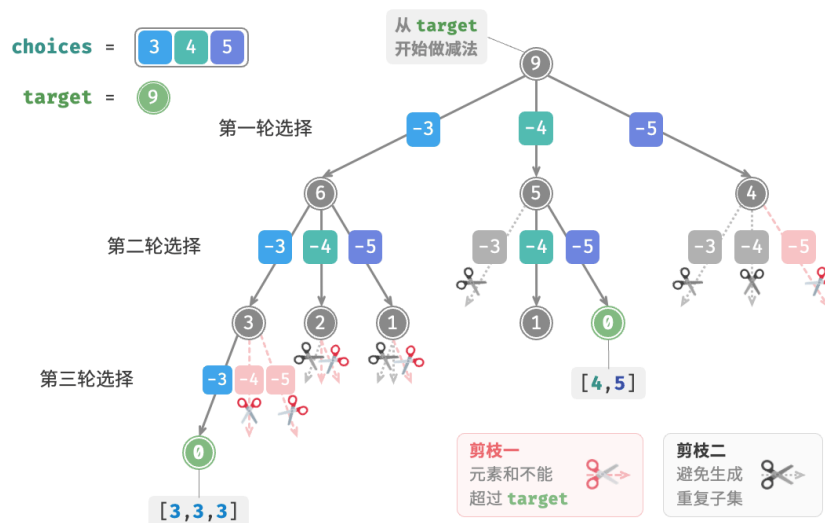 从 target
开始做减法
choices = 3 4 5
9
target = 9
第一轮选择
-3 -4 -5
6 5 4
第二轮选择
-3 -4 -5 -3 -4 -5 -3 -4 -5
3 2 1 1 0
第三轮选择
-3 -4 -5
[4,5]
0
[3,3,3]
剪枝一
元素和不能
超过 target
剪枝二
避免生成
重复子集